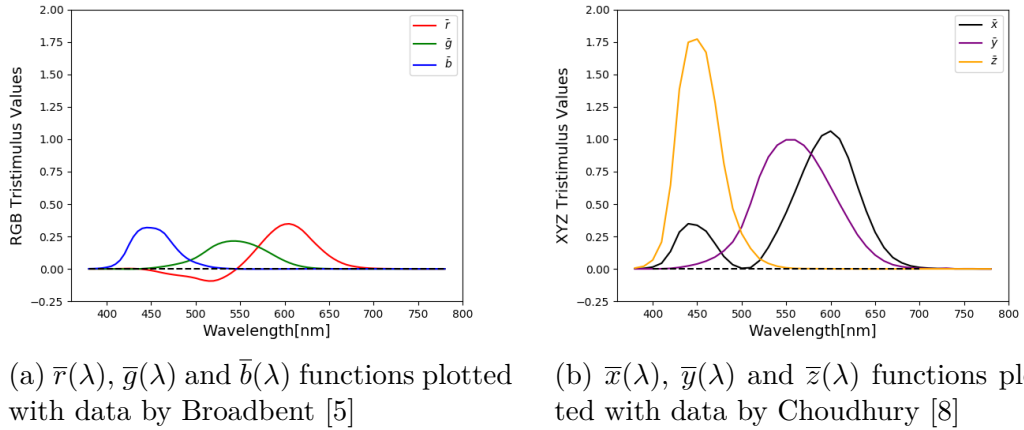 2.00
1.75
1.50
1.25
1.00
0.75
0.50
0.25
0.00
−0.25
RGB Tristimulus Values
r̄
ḡ
b̄
400 450 500 550 600 650 700 750 800
Wavelength[nm]
(a) r̅(λ), g̅(λ) and b̅(λ) functions plotted
with data by Broadbent [5]
2.00
1.75
1.50
1.25
1.00
0.75
0.50
0.25
0.00
−0.25
XYZ Tristimulus Values
x̄
ȳ
z̄
400 450 500 550 600 650 700 750 800
Wavelength[nm]
(b) x̅(λ), y̅(λ) and z̅(λ) functions plo
ted with data by Choudhury [8]